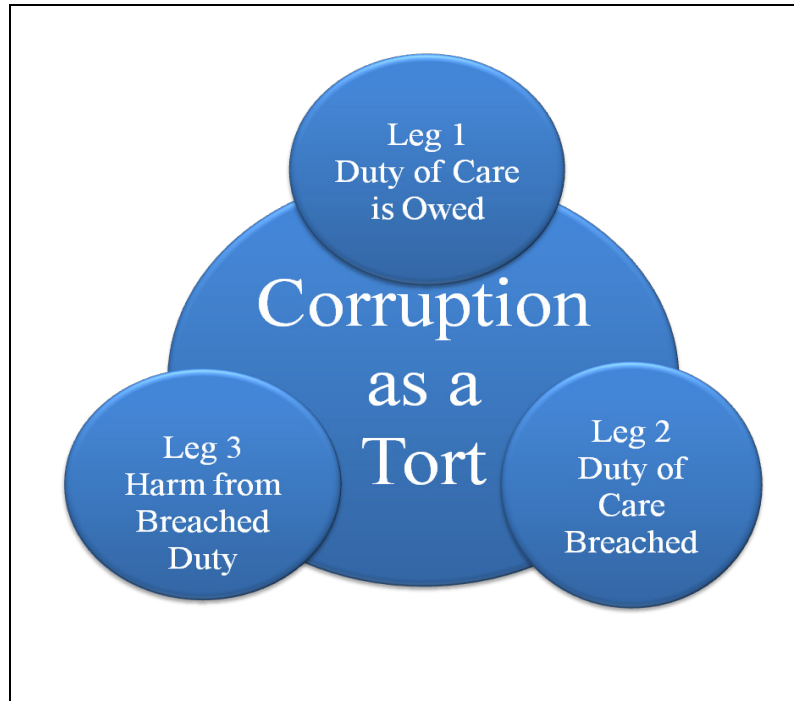 Leg 1
Duty of Care
is Owed
Corruption
as a
Tort
Leg 2
Duty of
Care
Breached
Leg 3
Harm from
Breached
Duty